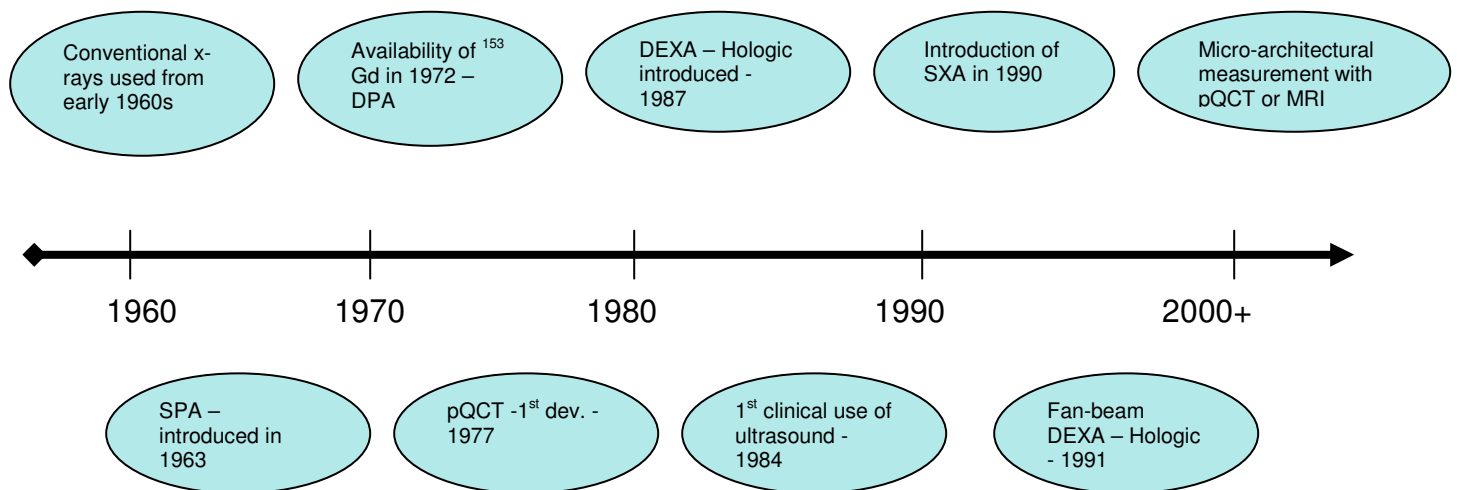 Conventional x-
rays used from
early 1960s
Availability of ¹⁵³
Gd in 1972 –
DPA
DEXA – Hologic
introduced -
1987
Introduction of
SXA in 1990
Micro-architectural
measurement with
pQCT or MRI
1960
1970
1980
1990
2000+
SPA –
introduced in
1963
pQCT -1ˢᵗ dev. -
1977
1ˢᵗ clinical use of
ultrasound -
1984
Fan-beam
DEXA – Hologic
- 1991